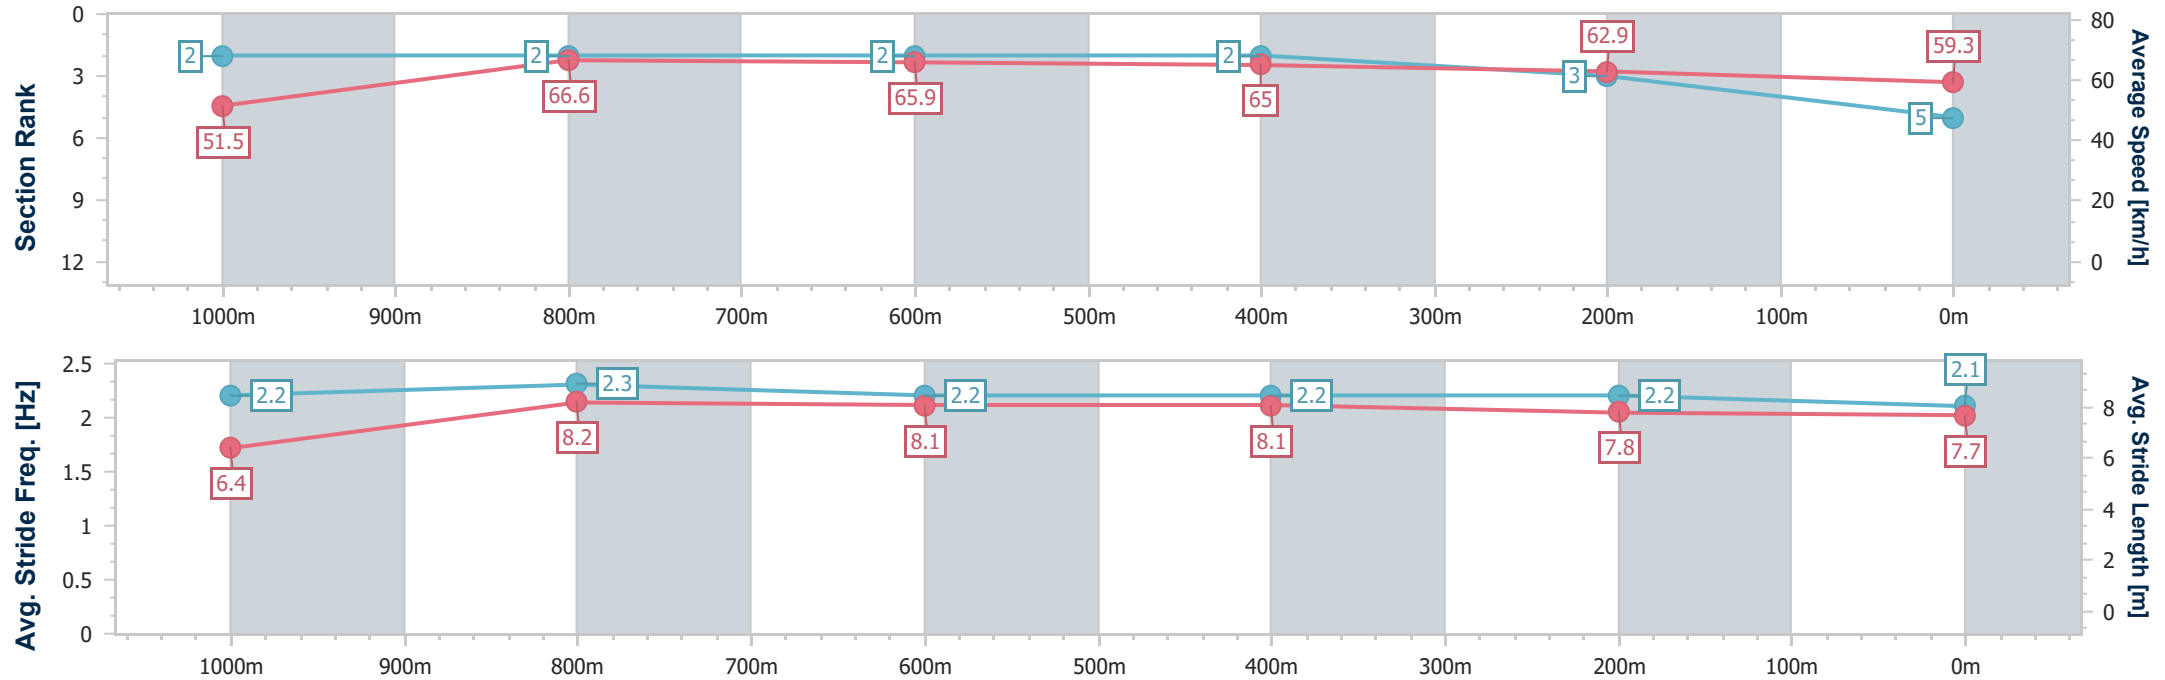 Section Rank
0
3
6
9
12
2
2
2
2
3
5
51.5
66.6
65.9
65
62.9
59.3
80
60
40
20
0
Average Speed [km/h]
1000m
900m
800m
700m
600m
500m
400m
300m
200m
100m
0m
Avg. Stride Freq. [Hz]
2.5
2
1.5
1
0.5
0
2.2
2.3
2.2
2.2
2.2
2.1
6.4
8.2
8.1
8.1
7.8
7.7
8
6
4
2
0
Avg. Stride Length [m]
1000m
900m
800m
700m
600m
500m
400m
300m
200m
100m
0m